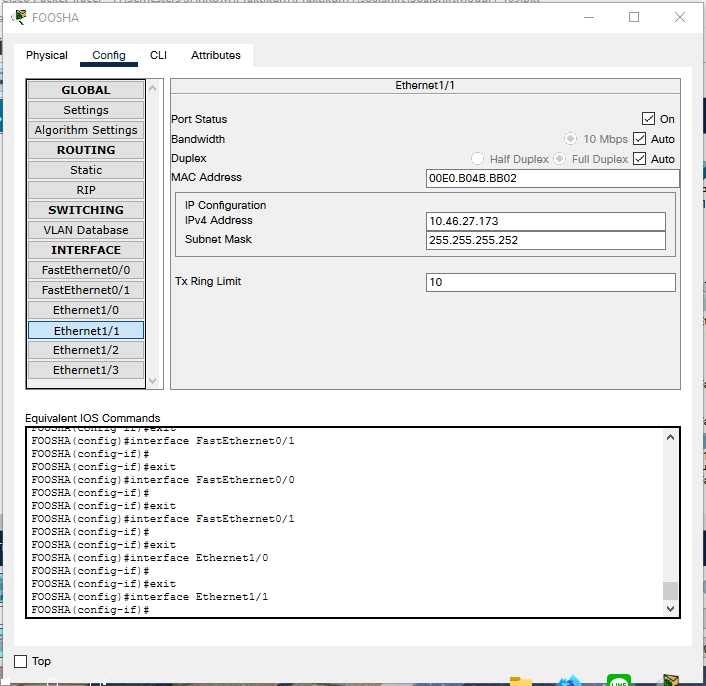 FOOSHA
Physical Config CLI Attributes
GLOBAL
Settings
Algorithm Settings
ROUTING
Static
RIP
SWITCHING
VLAN Database
INTERFACE
FastEthernet0/0
FastEthernet0/1
Ethernet1/0
Ethernet1/1
Ethernet1/2
Ethernet1/3
Ethernet1/1
Port Status On
Bandwidth 10 Mbps Auto
Duplex Half Duplex Full Duplex Auto
MAC Address 00E0.B04B.BB02
IP Configuration
IPv4 Address 10.46.27.173
Subnet Mask 255.255.255.252
Tx Ring Limit 10
Equivalent IOS Commands
FOOSHA(config-if)#exit
FOOSHA(config)#interface FastEthernet0/1
FOOSHA(config-if)#
FOOSHA(config-if)#exit
FOOSHA(config)#interface FastEthernet0/0
FOOSHA(config-if)#
FOOSHA(config-if)#exit
FOOSHA(config)#interface FastEthernet0/1
FOOSHA(config-if)#
FOOSHA(config-if)#exit
FOOSHA(config)#interface Ethernet1/0
FOOSHA(config-if)#
FOOSHA(config-if)#exit
FOOSHA(config)#interface Ethernet1/1
FOOSHA(config-if)#
Top
LINE